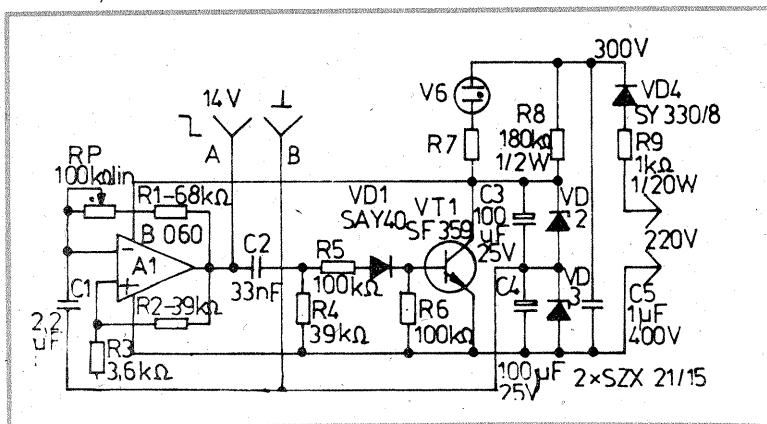 300V
14V
⊥
V6
VD4
SY 330/8
A
B
R7
R8
180kΩ
1/2W
R9
1kΩ
1/20W
RP
100kΩlin
R1-68kΩ
VD1
SAY40
VT1
SF359
C3
100
µF
25V
VD
2
220V
B 060
A1
-
+
C2
33nF
R5
100kΩ
C1
2,2
µF
R2-39kΩ
R4
39kΩ
R6
100kΩ
C4
VD
3
C5
1µF
400V
R3
3,6kΩ
100µF
25V
2×SZX 21/15